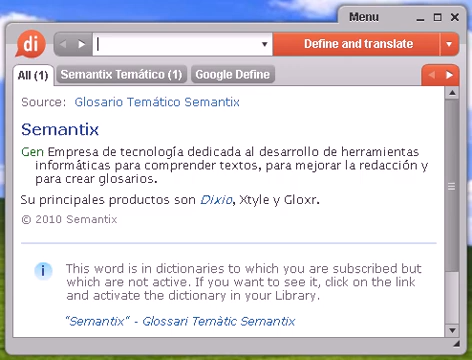 Menu
di
Define and translate
All (1)
Semantix Temático (1)
Google Define
Source: Glosario Temático Semantix
Semantix
Gen Empresa de tecnología dedicada al desarrollo de herramientas
informáticas para comprender textos, para mejorar la redacción y
para crear glosarios.
Su principales productos son Dixio, Xtyle y Gloxr.
© 2010 Semantix
i
This word is in dictionaries to which you are subscribed but
which are not active. If you want to see it, click on the link
and activate the dictionary in your Library.
"Semantix" - Glossari Temàtic Semantix